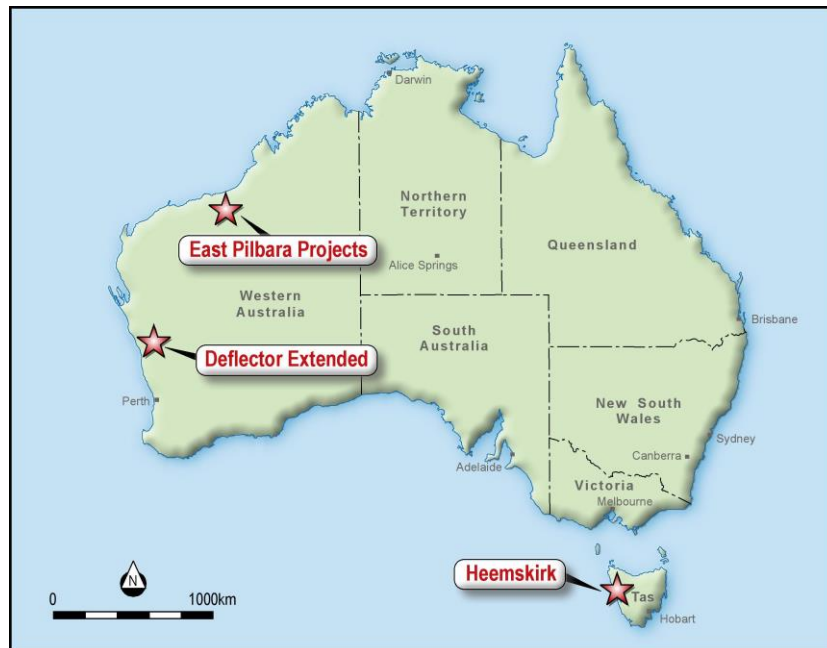 Darwin
Northern
Territory
East Pilbara Projects
Queensland
Alice Springs
Western
Australia
Brisbane
South
Australia
Deflector Extended
Perth
New South
Wales
Sydney
Canberra
Adelaide
Victoria
Melbourne
Heemskirk
N
0
1000km
Tas
Hobart